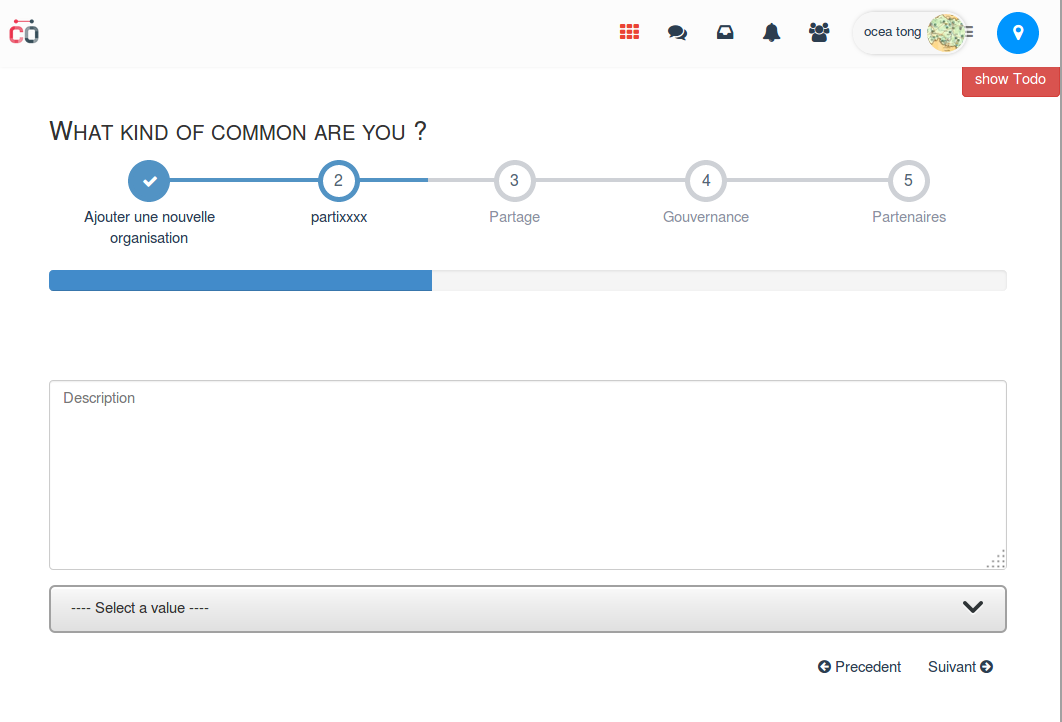 CO
ocea tong
show Todo
What kind of common are you ?
2
3
4
5
Ajouter une nouvelle
organisation
partixxxx
Partage
Gouvernance
Partenaires
Description
---- Select a value ----
Precedent
Suivant